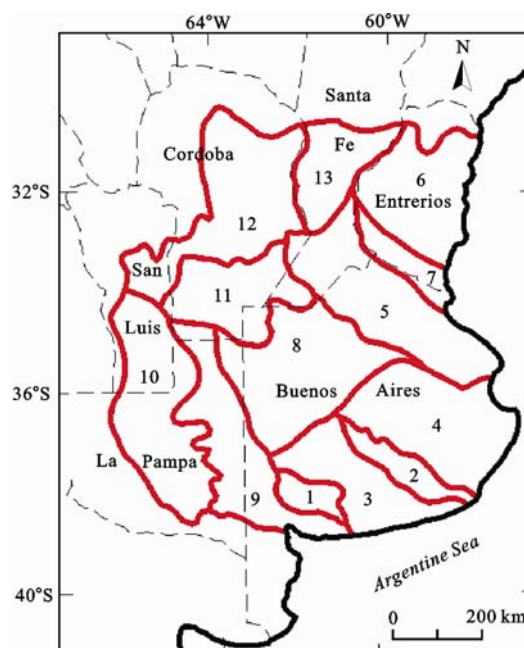 64°W
60°W
N
Santa
Cordoba
Fe
32°S
13
6
Entrerios
12
San
7
11
Luis
5
8
10
36°S
Buenos
Aires
4
La
Pampa
2
9
1
3
Argentine Sea
40°S
0
200 km